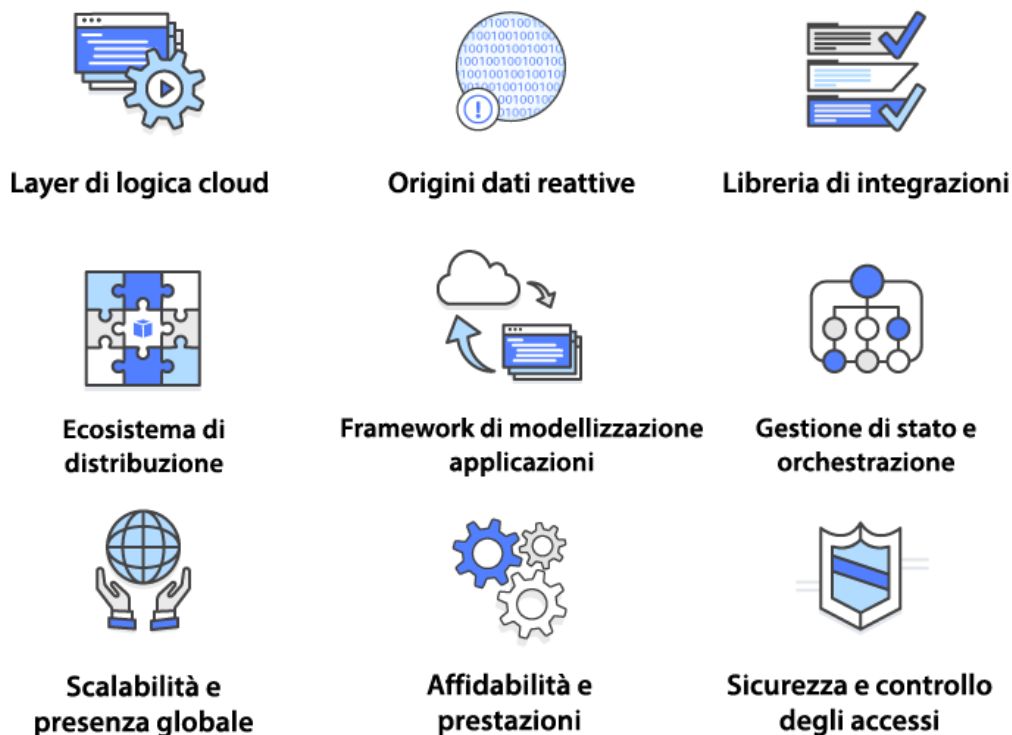 Layer di logica cloud
Origini dati reattive
Libreria di integrazioni
Ecosistema di
distribuzione
Framework di modellizzazione
applicazioni
Gestione di stato e
orchestrazione
Scalabilità e
presenza globale
Affidabilità e
prestazioni
Sicurezza e controllo
degli accessi